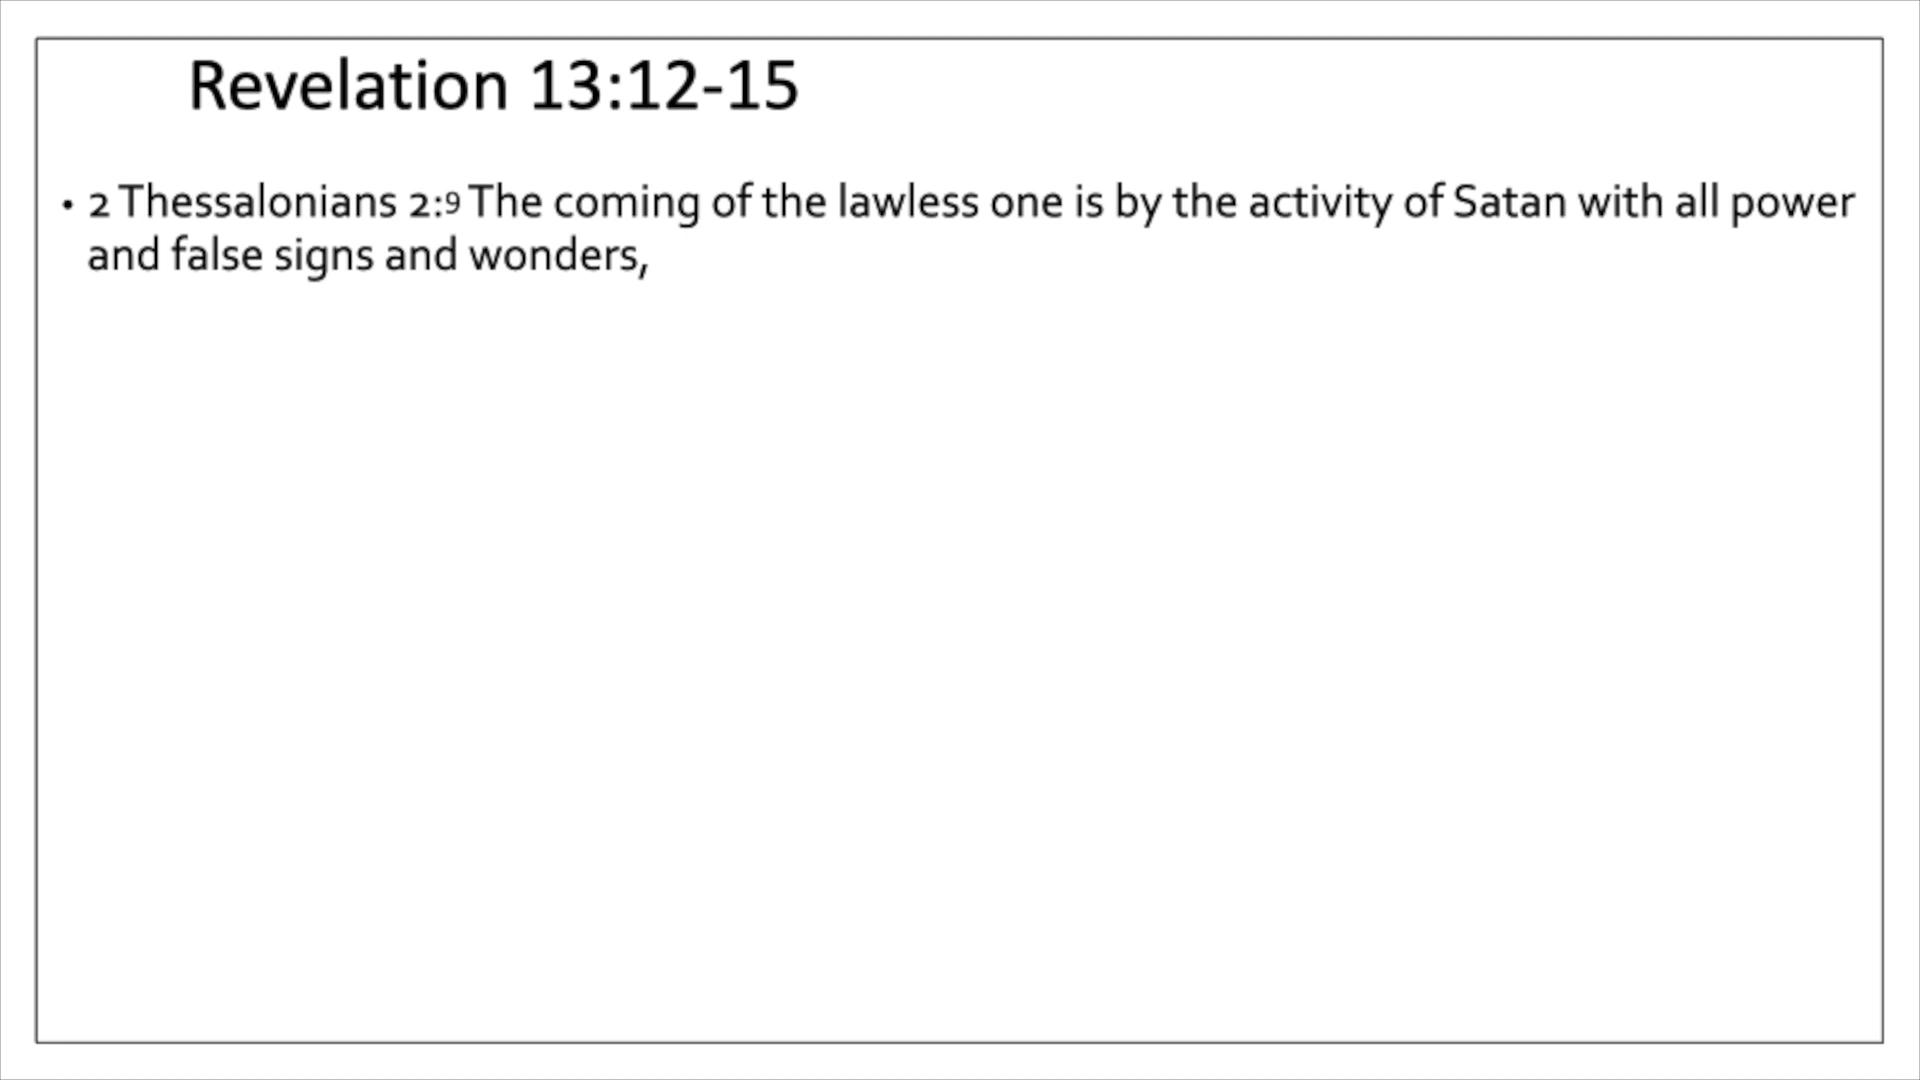 Revelation 13:12-15
• 2 Thessalonians 2:9 The coming of the lawless one is by the activity of Satan with all power
and false signs and wonders,